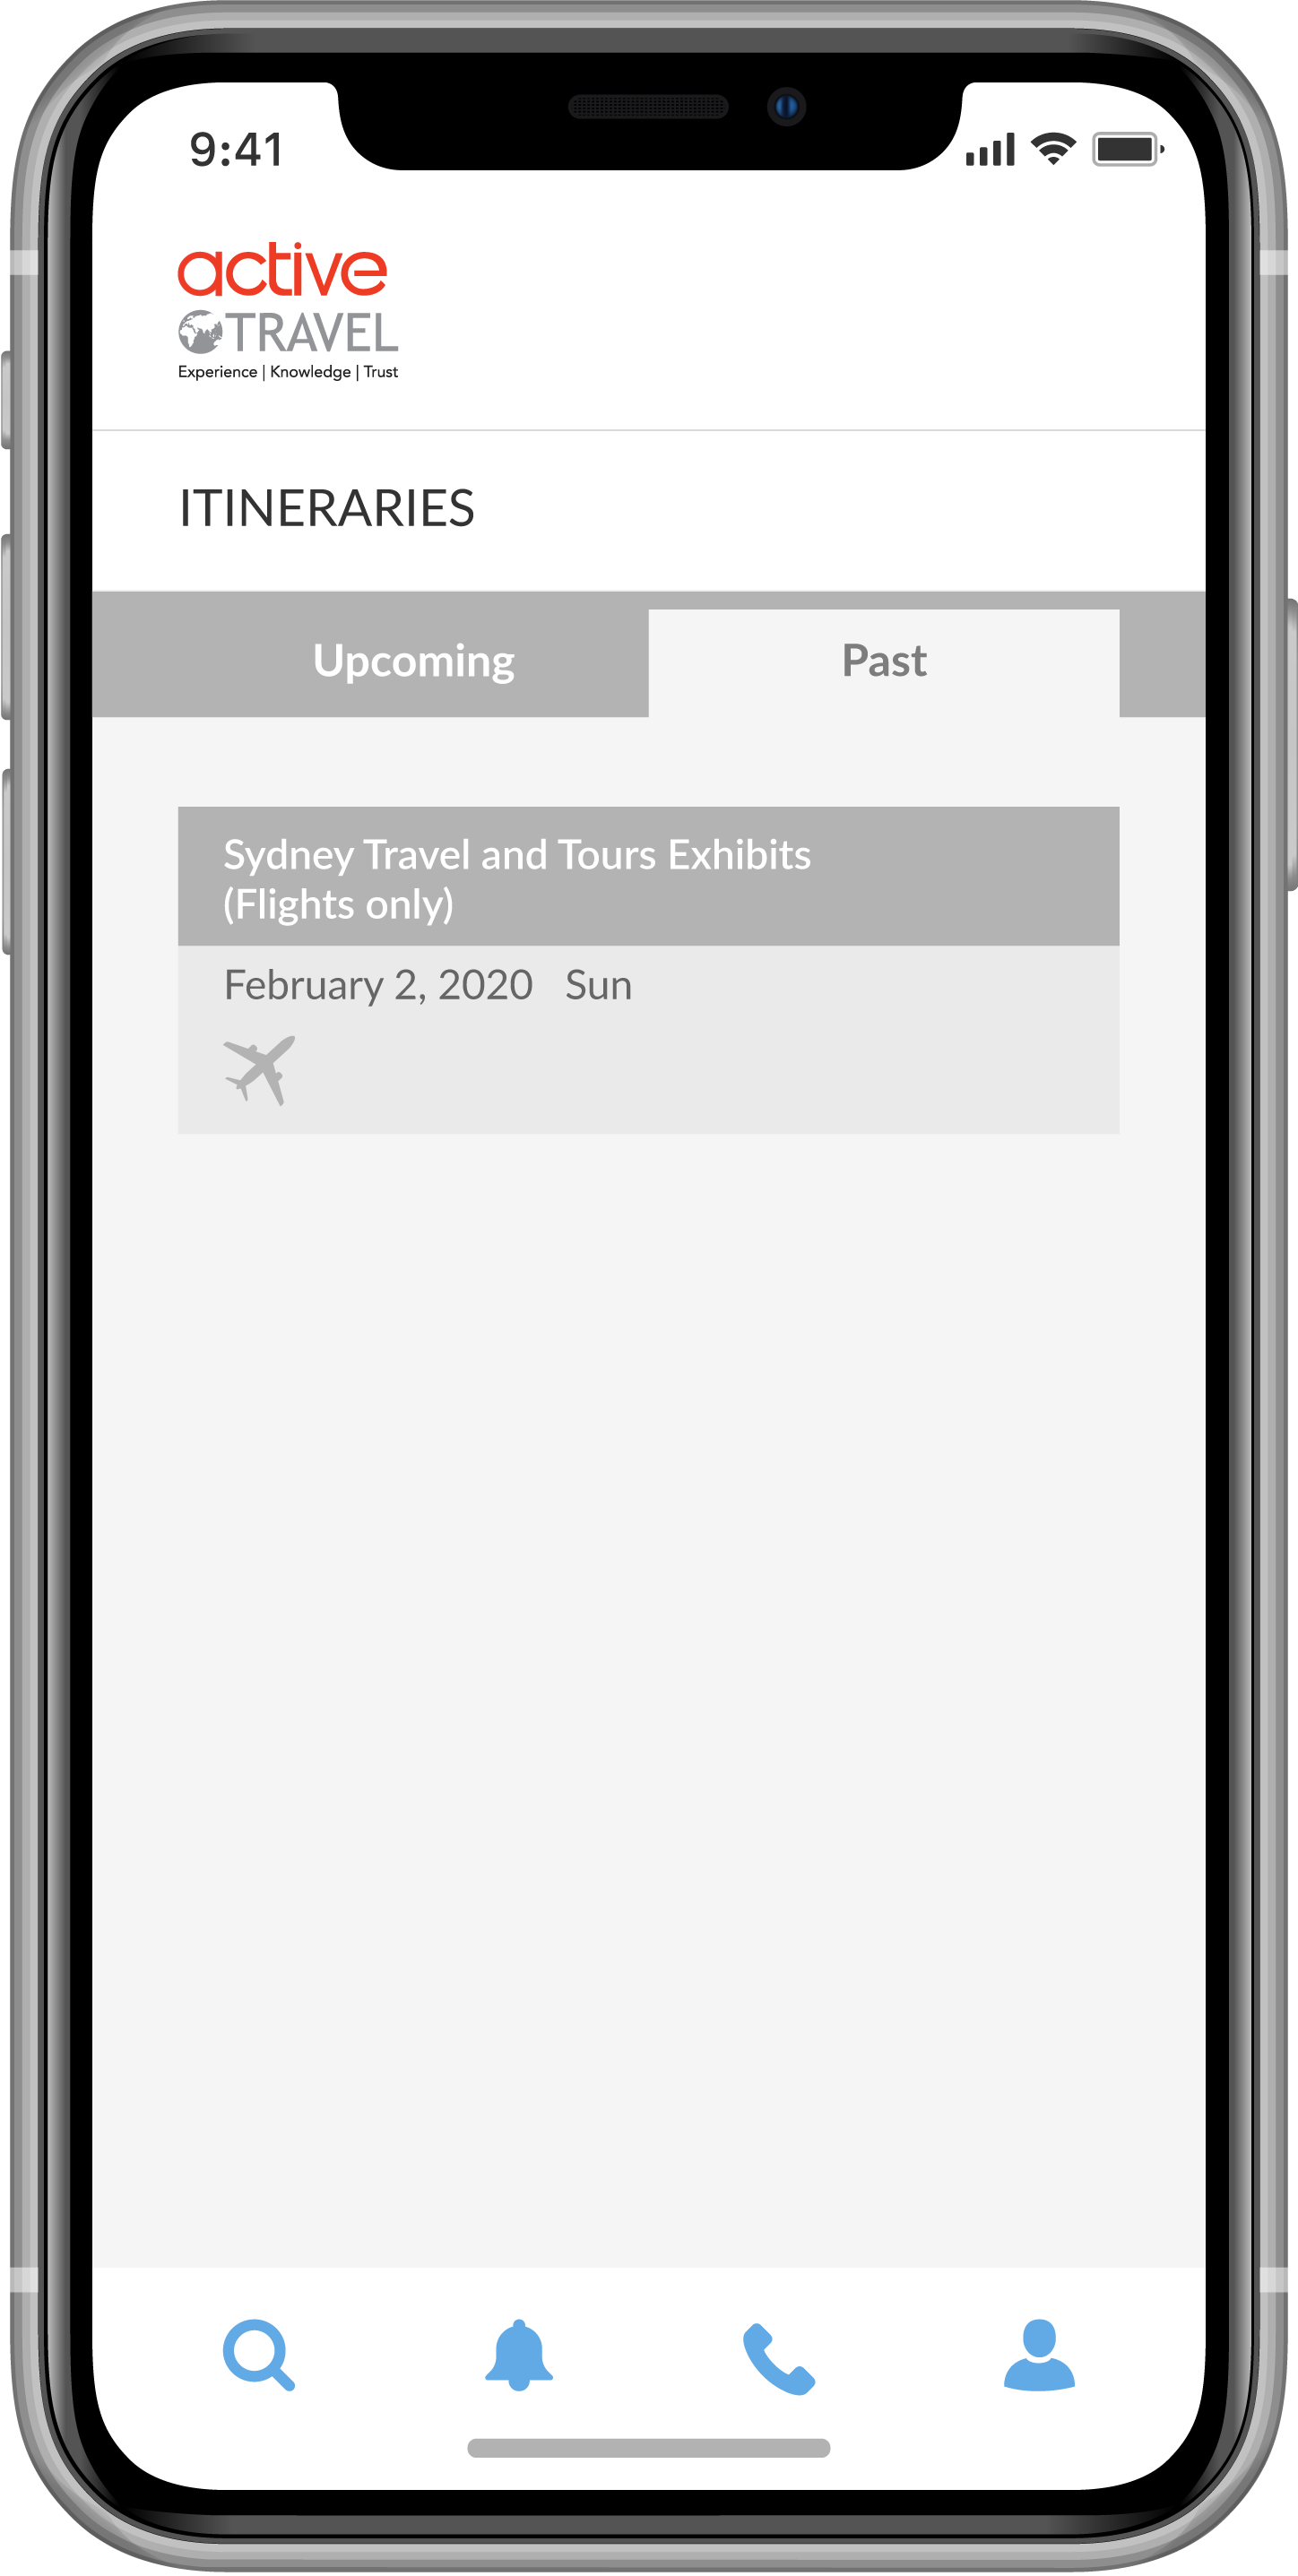 9:41
active
TRAVEL
Experience | Knowledge | Trust
ITINERARIES
Upcoming
Past
Sydney Travel and Tours Exhibits
(Flights only)
February 2, 2020 Sun